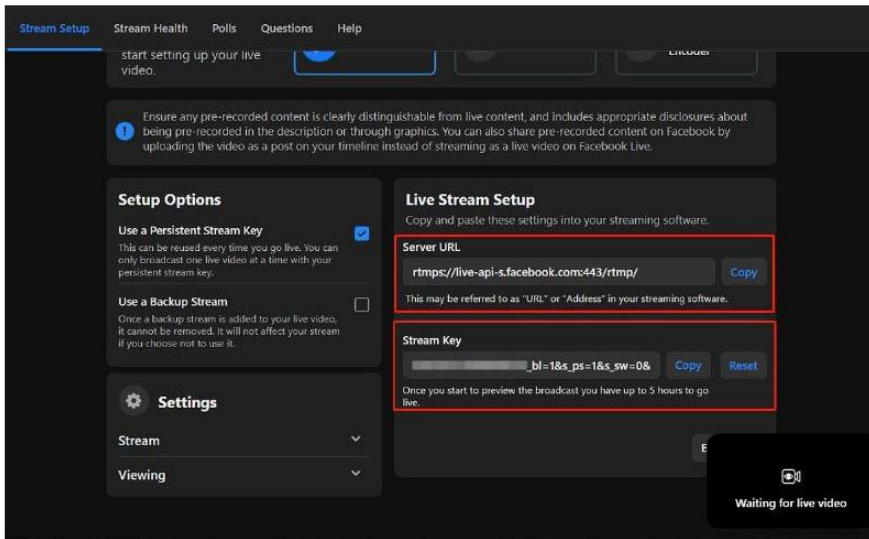 Stream Setup
Stream Health
Polls
Questions
Help
start setting up your live
video.
Encoder
Ensure any pre-recorded content is clearly distinguishable from live content, and includes appropriate disclosures about
being pre-recorded in the description or through graphics. You can also share pre-recorded content on Facebook by
uploading the video as a post on your timeline instead of streaming as a live video on Facebook Live.
Setup Options
Use a Persistent Stream Key
This can be reused every time you go live. You can
only broadcast one live video at a time with your
persistent stream key.
Use a Backup Stream
Once a backup stream is added to your live video,
it cannot be removed. It will not affect your stream
if you choose not to use it.
Settings
Stream
Viewing
Live Stream Setup
Copy and paste these settings into your streaming software.
Server URL
rtmps://live-api-s.facebook.com:443/rtmp/
Copy
This may be referred to as "URL" or "Address" in your streaming software.
Stream Key
_bl=1&s_ps=1&s_sw=0&
Copy
Reset
Once you start to preview the broadcast you have up to 5 hours to go
live.
Waiting for live video